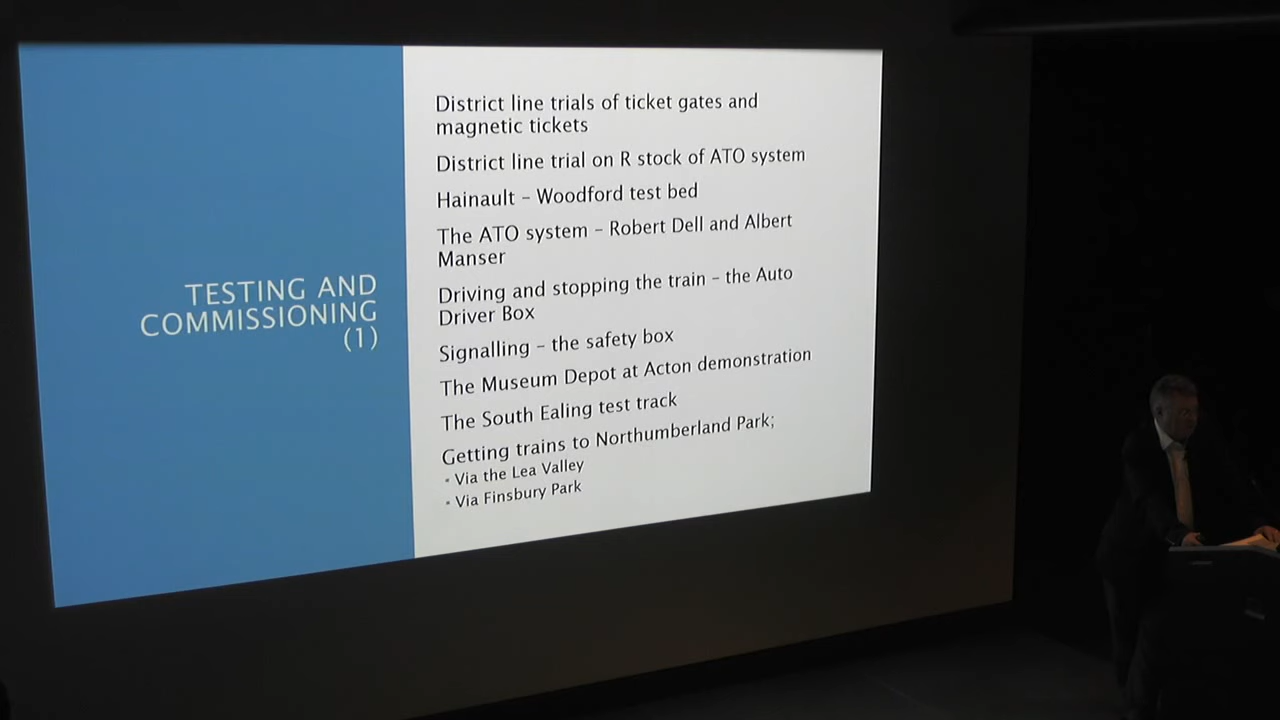 TESTING AND
COMMISSIONING
(1)
District line trials of ticket gates and
magnetic tickets
District line trial on R stock of ATO system
Hainault – Woodford test bed
The ATO system – Robert Dell and Albert
Manser
Driving and stopping the train – the Auto
Driver Box
Signalling – the safety box
The Museum Depot at Acton demonstration
The South Ealing test track
Getting trains to Northumberland Park;
• Via the Lea Valley
• Via Finsbury Park